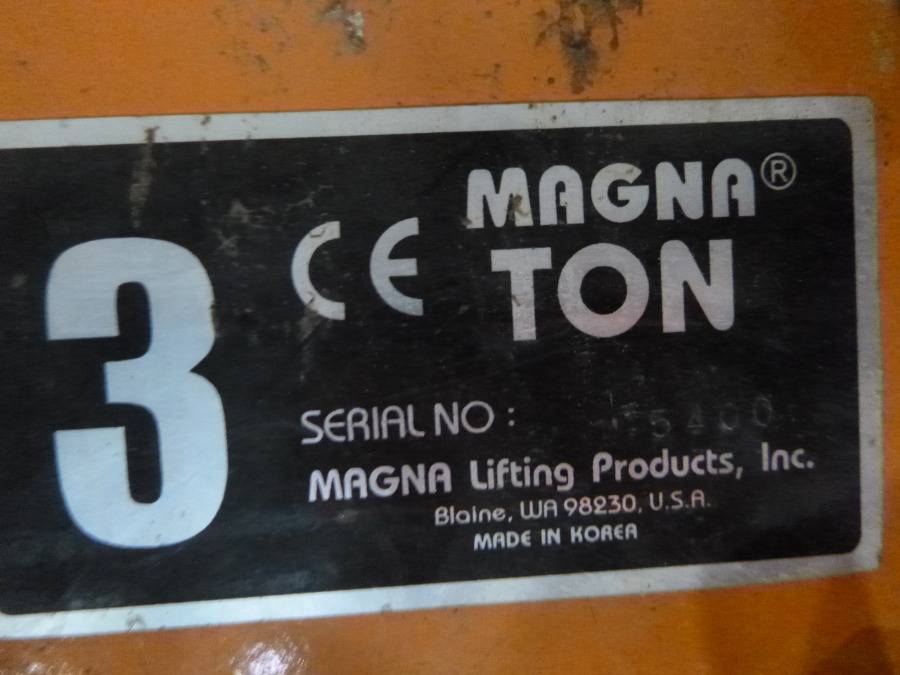 MAGNA®
3 CE TON
SERIAL NO :
MAGNA Lifting Products, Inc.
Blaine, WA 98230, U.S.A.
MADE IN KOREA